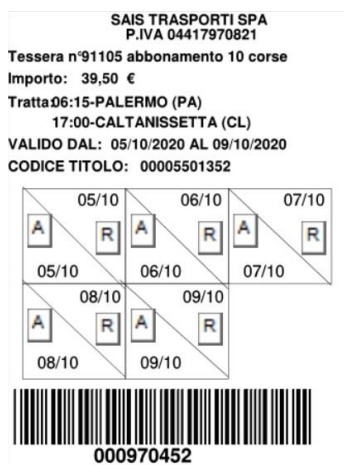 SAIS TRASPORTI SPA
P.IVA 04417970821
Tessera n°91105 abbonamento 10 corse
Importo: 39,50 €
Tratta:06:15-PALERMO (PA)
17:00-CALTANISSETTA (CL)
VALIDO DAL: 05/10/2020 AL 09/10/2020
CODICE TITOLO: 00005501352
05/10 06/10 07/10
A R A R A R
05/10 06/10 07/10
08/10 09/10
A R A R
08/10 09/10
000970452